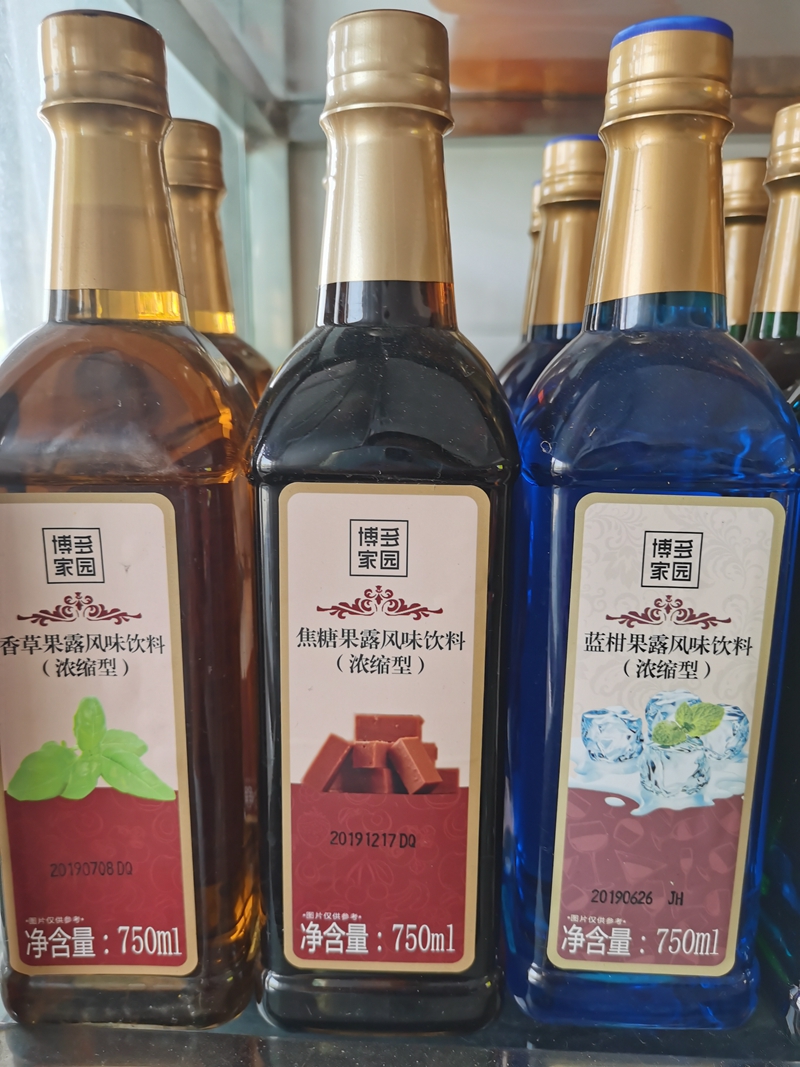 博多
家园
香草果露风味饮料
（浓缩型）
20190708DQ
*图片仅供参考*
净含量：750ml
博多
家园
焦糖果露风味饮料
（浓缩型）
20191217DQ
*图片仅供参考*
净含量：750ml
博多
家园
蓝柑果露风味饮料
（浓缩型）
20190626 JH
*图片仅供参考*
净含量：750ml